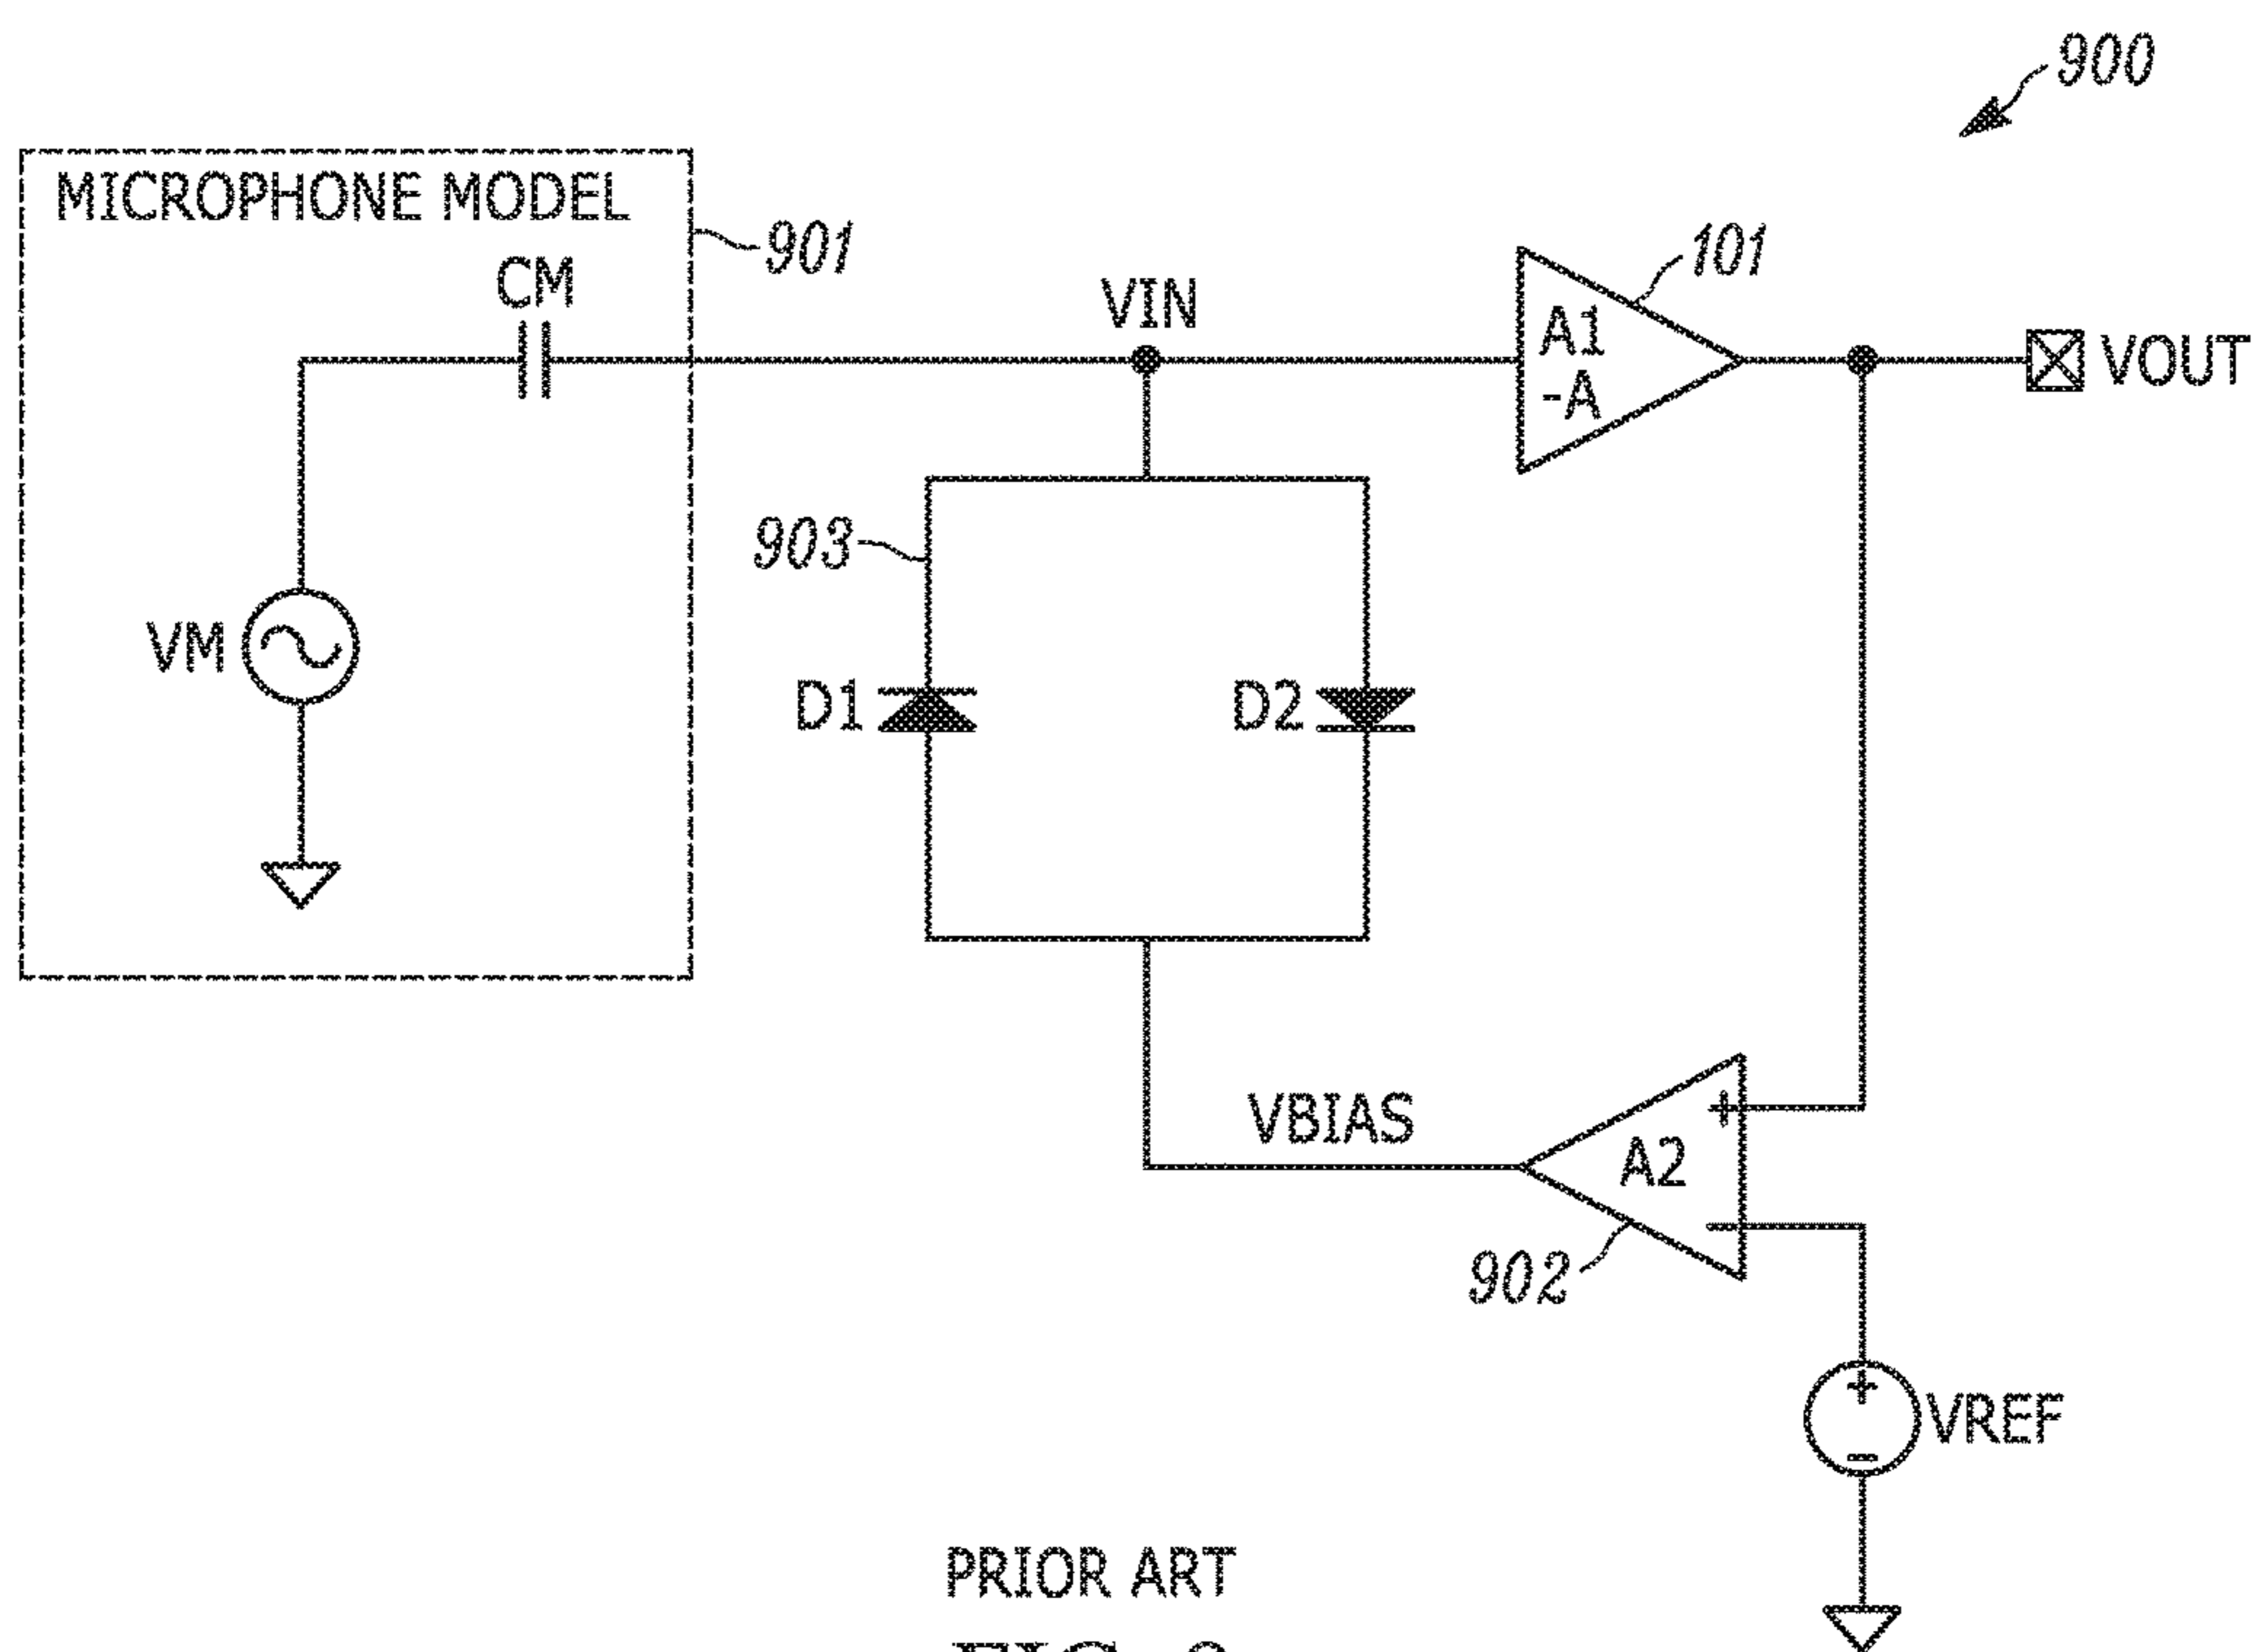 900
MICROPHONE MODEL
901
CM
VIN
101
A1
-A
VOUT
903
VM
D1
D2
VBIAS
+
A2
−
902
+
VREF
−
PRIOR ART